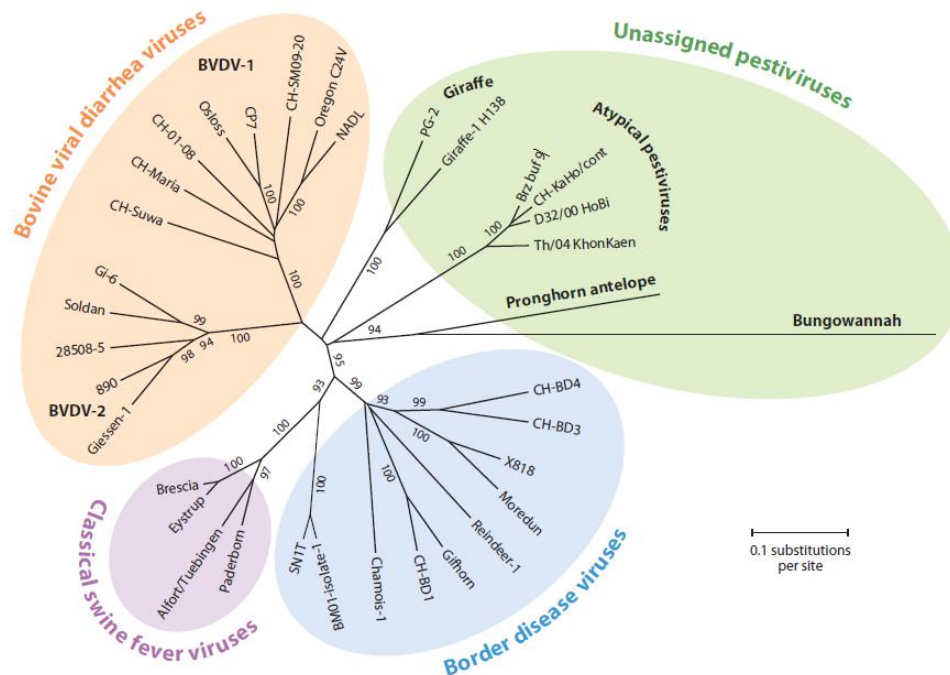 Bovine viral diarrhea viruses
BVDV-1
CH-SM09-20
Oregon C24V
NADL
CP7
Osloss
CH-01-08
CH-Maria
CH-Suwa
100
100
100
Gi-6
Soldan
28508-5
890
Giessen-1
BVDV-2
99
94
98
100
Unassigned pestiviruses
Giraffe
PG-2
Giraffe-1 H138
100
Atypical pestiviruses
Brz buf 9
CH-KaHo/cont
D32/00 HoBi
Th/04 KhonKaen
100
100
Pronghorn antelope
94
Bungowannah
95
93
99
93
99
CH-BD4
CH-BD3
100
X818
Moredun
Reindeer-1
100
Gifhorn
CH-BD1
Chamois-1
100
BM01-isolate-1
SN1T
Border disease viruses
100
100
97
Brescia
Eystrup
Alfort/Tuebingen
Paderborn
Classical swine fever viruses
0.1 substitutions
per site